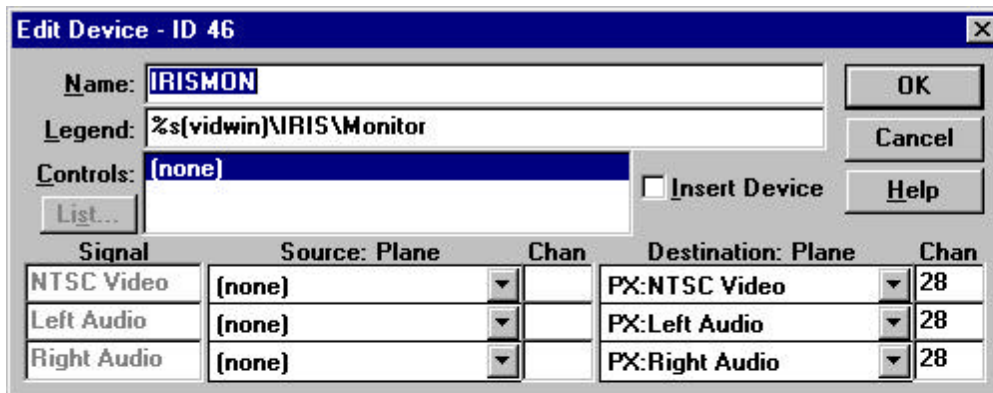 Edit Device - ID 46
Name: IRISMON
OK
Legend: %s(vidwin)\IRIS\Monitor
Cancel
Controls: (none)
Insert Device
Help
List...
Signal Source: Plane Chan Destination: Plane Chan
NTSC Video (none) PX:NTSC Video 28
Left Audio (none) PX:Left Audio 28
Right Audio (none) PX:Right Audio 28